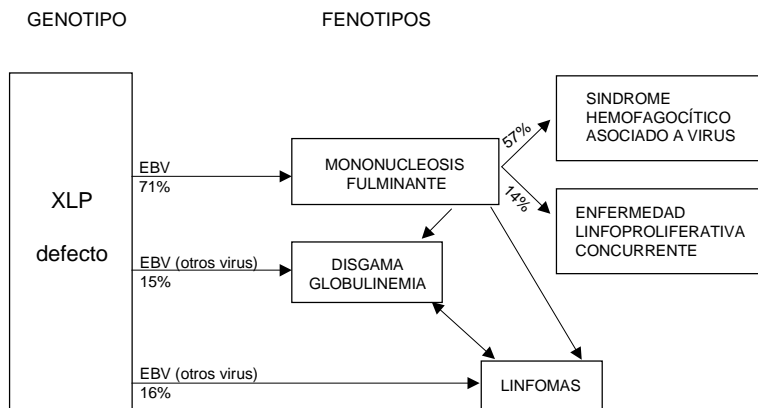 GENOTIPO
FENOTIPOS
XLP
defecto
EBV
71%
MONONUCLEOSIS
FULMINANTE
57%
14%
SINDROME
HEMOFAGOCÍTICO
ASOCIADO A VIRUS
ENFERMEDAD
LINFOPROLIFERATIVA
CONCURRENTE
EBV (otros virus)
15%
DISGAMA
GLOBULINEMIA
EBV (otros virus)
16%
LINFOMAS